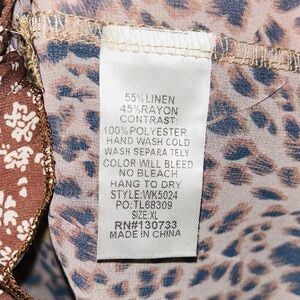 55%LINEN
45%RAYON
CONTRAST:
100%POLYESTER
HAND WASH COLD
WASH SEPARA TELY
COLOR WILL BLEED
NO BLEACH
HANG TO DRY
STYLE:WK5024
PO:TL68309
SIZE:XL
RN#130733
MADE IN CHINA